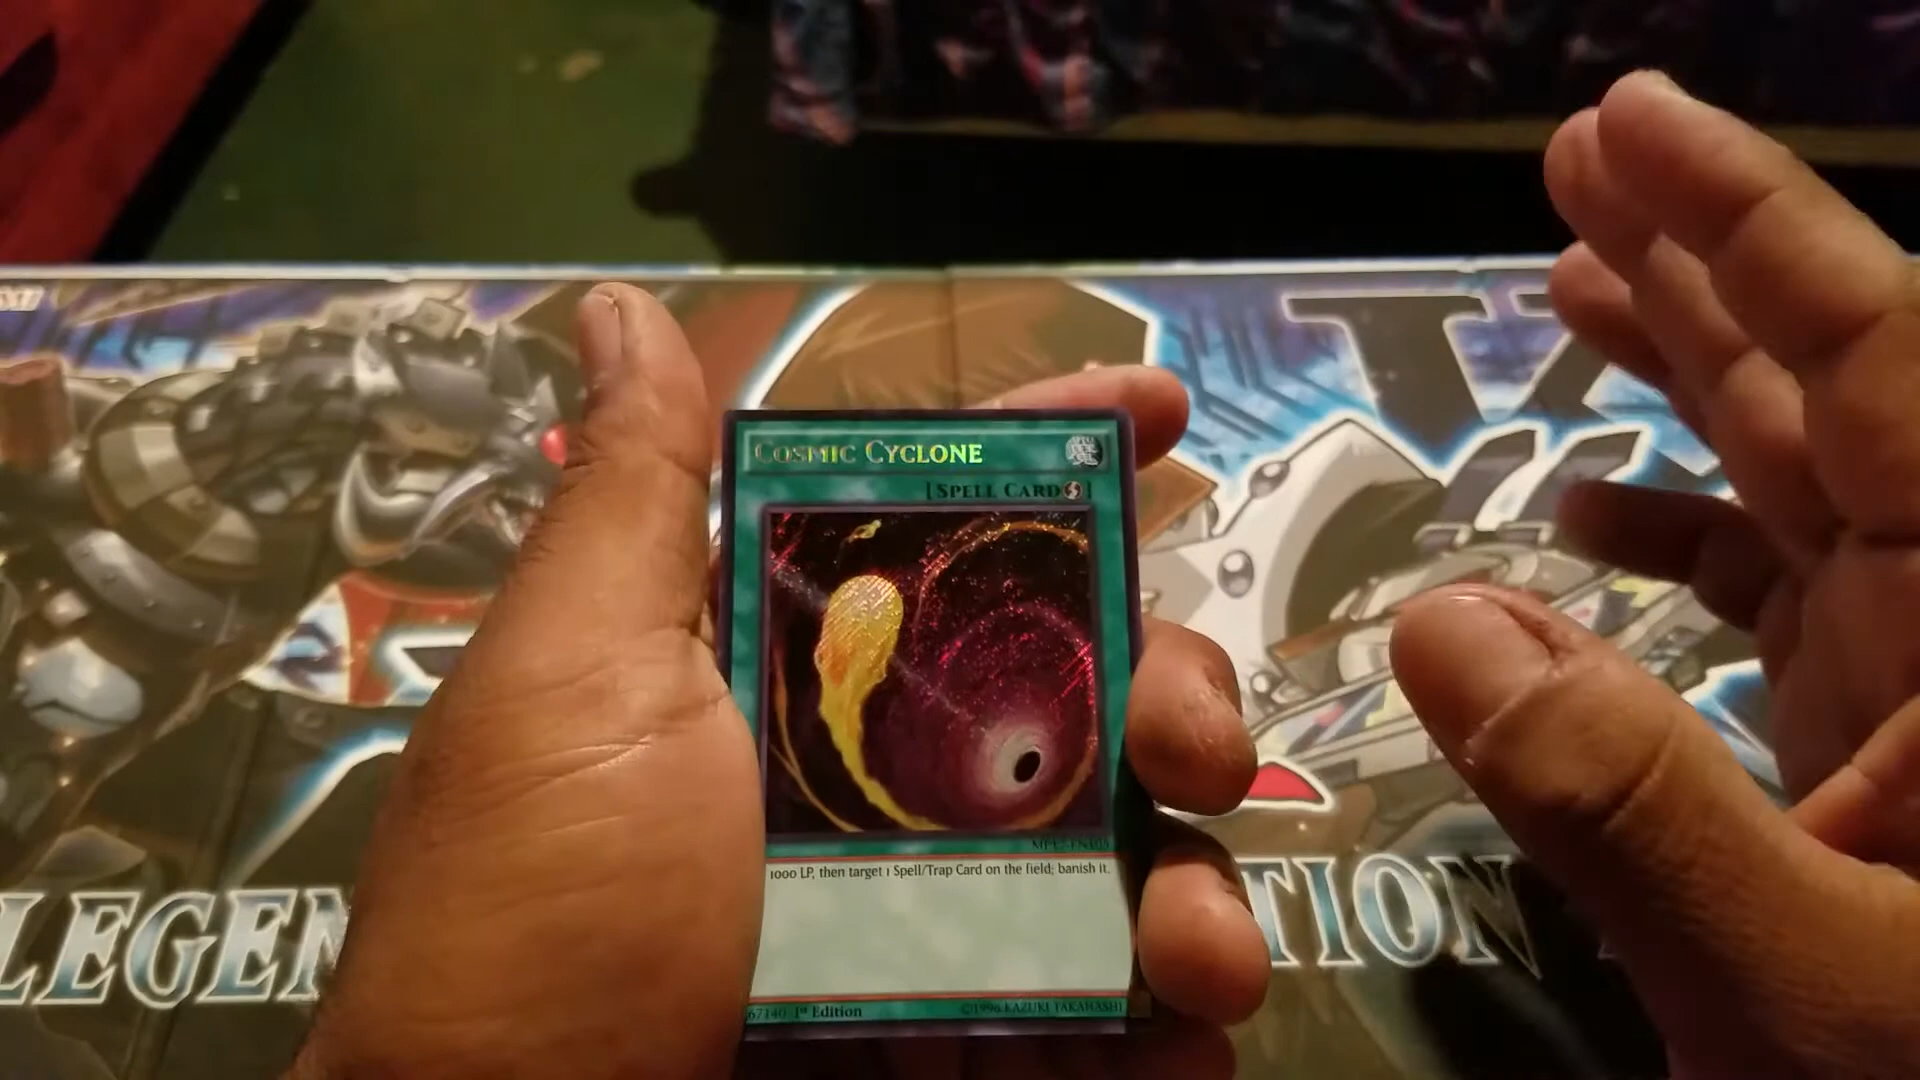 COSMIC CYCLONE
[SPELL CARD]
1000 LP, then target 1 Spell/Trap Card on the field; banish it.
67140 1st Edition
©1996 KAZUKI TAKAHASHI
LEGEN
TION